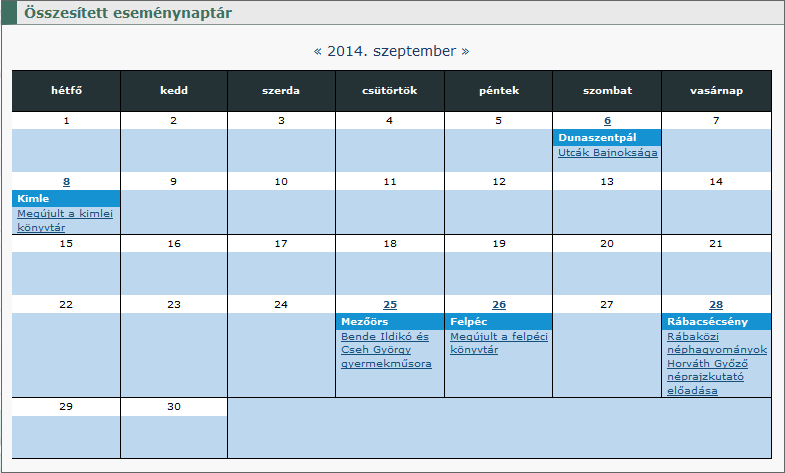 Összesített eseménynaptár
« 2014. szeptember »
hétfő kedd szerda csütörtök péntek szombat vasárnap
1 2 3 4 5 6 7
Dunaszentpál
Utcák Bajnoksága
8 9 10 11 12 13 14
Kimle
Megújult a kimlei
könyvtár
15 16 17 18 19 20 21
22 23 24 25 26 27 28
Mezőörs Felpéc Rábacsécsény
Bende Ildikó és Megújult a felpéci Rábaközi
Cseh György könyvtár néphagyományok
gyermekműsora Horváth Győző
néprajzkutató
előadása
29 30